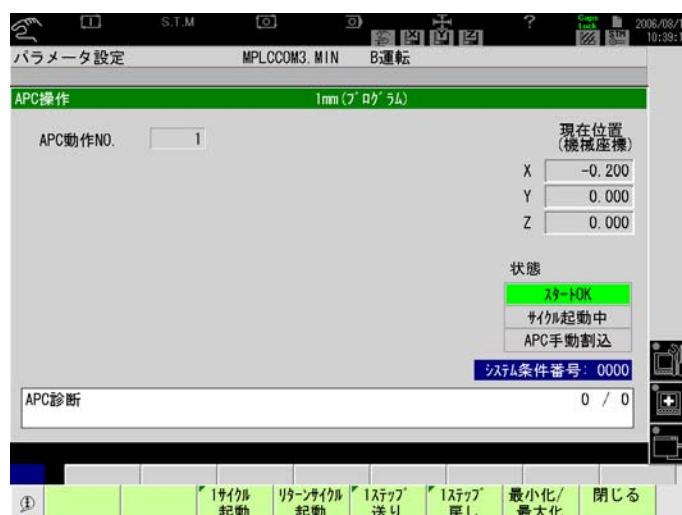 S.T.M ? Caps Lock 2006/08/
STM 10:39:
パラメータ設定 MPLCCOM3.MIN B運転
APC操作 1mm(プログラム)
APC動作NO. 1
現在位置
(機械座標)
X -0.200
Y 0.000
Z 0.000
状態
スタートOK
サイクル起動中
APC手動割込
システム条件番号: 0000
APC診断 0 / 0
1サイクル起動 リターンサイクル起動 1ステップ送り 1ステップ戻し 最小化/最大化 閉じる